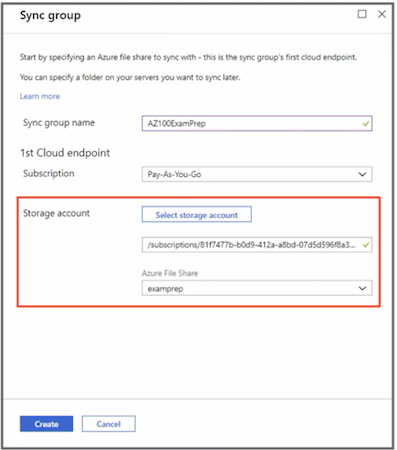 Sync group
Start by specifying an Azure file share to sync with - this is the sync group's first cloud endpoint.
You can specify a folder on your servers you want to sync later.
Learn more
Sync group name
AZ100ExamPrep
1st Cloud endpoint
Subscription
Pay-As-You-Go
Storage account
Select storage account
/subscriptions/81f7477b-b0d9-412a-a8bd-07d5d596f8a3...
Azure File Share
examprep
Create
Cancel